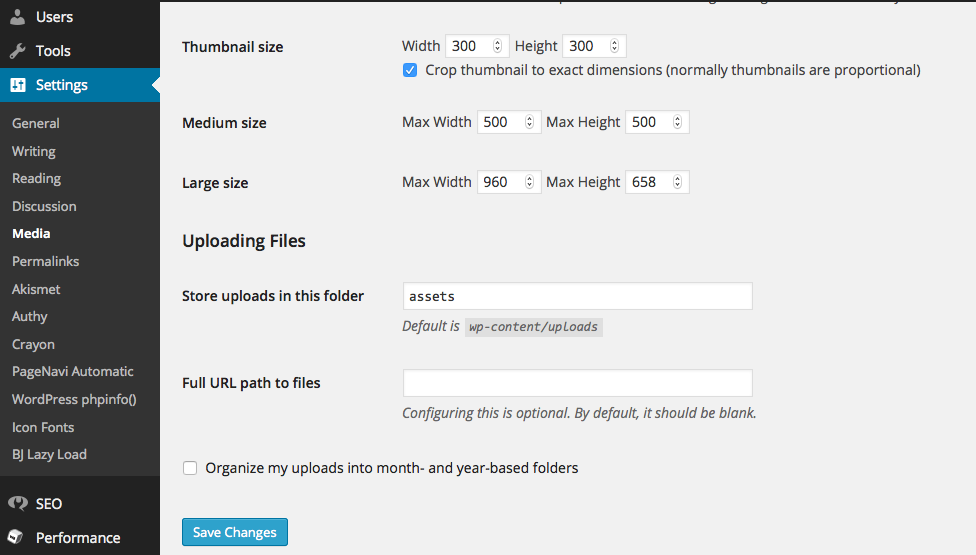 Users
Tools
Settings
General
Writing
Reading
Discussion
Media
Permalinks
Akismet
Authy
Crayon
PageNavi Automatic
WordPress phpinfo()
Icon Fonts
BJ Lazy Load
SEO
Performance
Thumbnail size Width 300 Height 300
Crop thumbnail to exact dimensions (normally thumbnails are proportional)
Medium size Max Width 500 Max Height 500
Large size Max Width 960 Max Height 658
Uploading Files
Store uploads in this folder assets
Default is wp-content/uploads
Full URL path to files
Configuring this is optional. By default, it should be blank.
Organize my uploads into month- and year-based folders
Save Changes